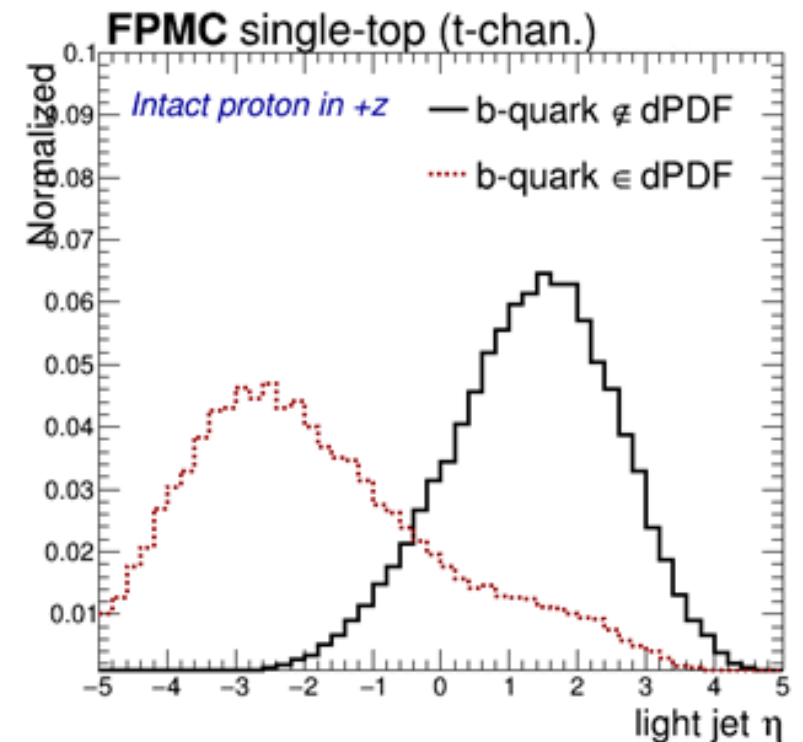 FPMC single-top (t-chan.)
Intact proton in +z
b-quark ∉ dPDF
b-quark ∈ dPDF
Normalized
0.1
0.09
0.08
0.07
0.06
0.05
0.04
0.03
0.02
0.01
−5 −4 −3 −2 −1 0 1 2 3 4 5
light jet η